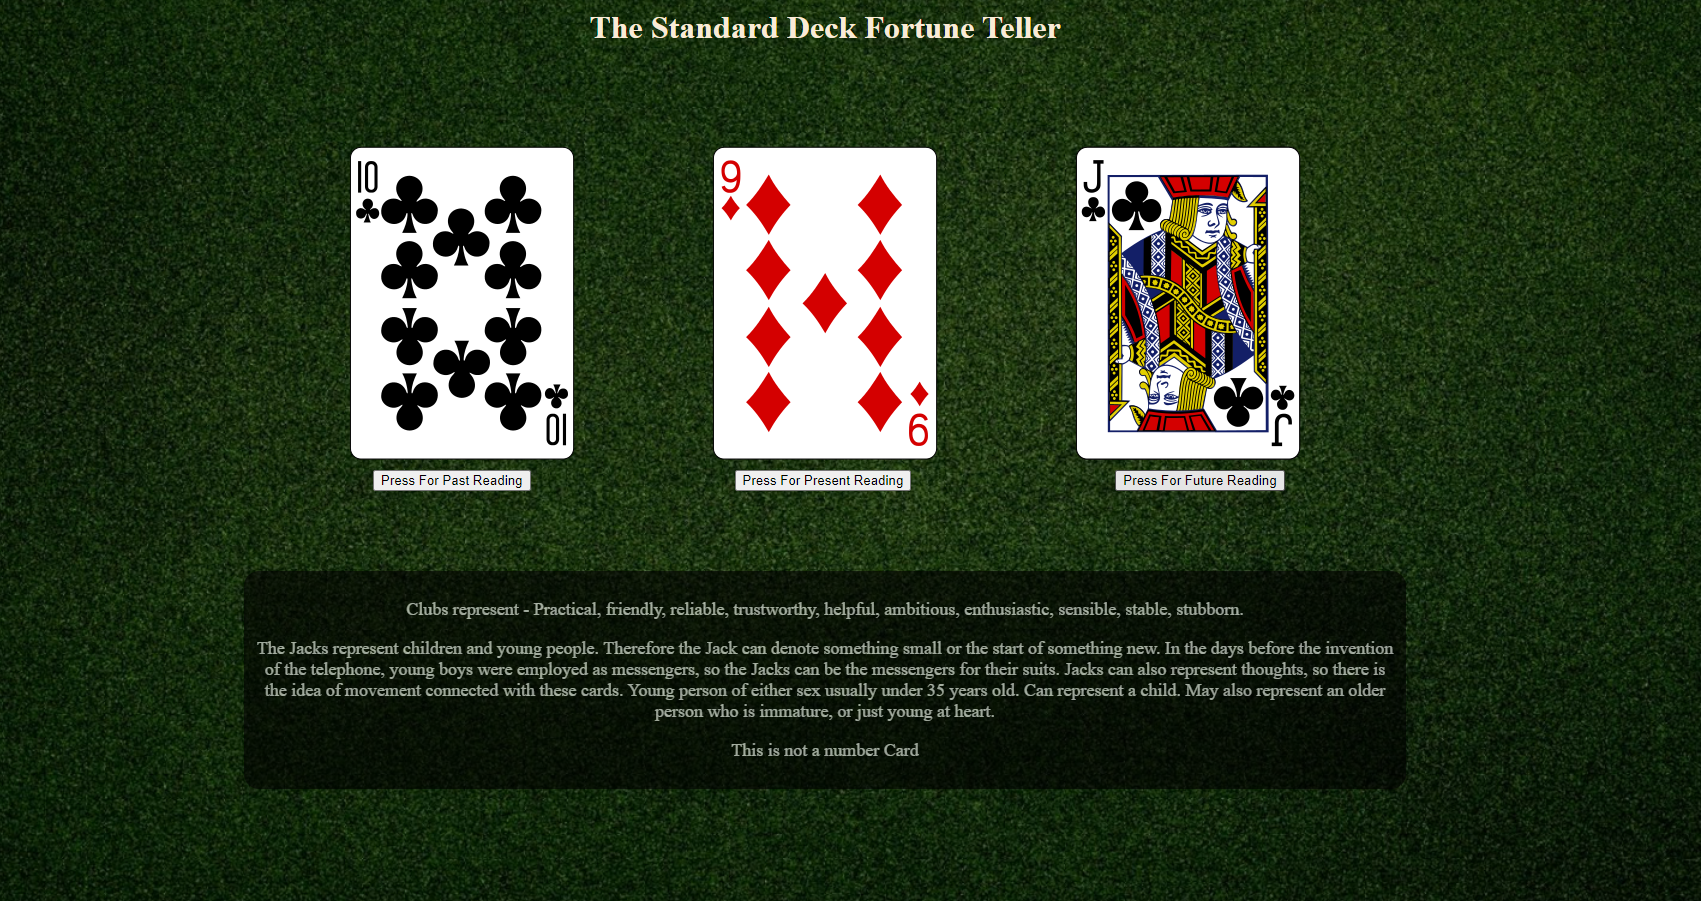 The Standard Deck Fortune Teller
10
10
9
9
J
J
Press For Past Reading
Press For Present Reading
Press For Future Reading
Clubs represent - Practical, friendly, reliable, trustworthy, helpful, ambitious, enthusiastic, sensible, stable, stubborn.
The Jacks represent children and young people. Therefore the Jack can denote something small or the start of something new. In the days before the invention
of the telephone, young boys were employed as messengers, so the Jacks can be the messengers for their suits. Jacks can also represent thoughts, so there is
the idea of movement connected with these cards. Young person of either sex usually under 35 years old. Can represent a child. May also represent an older
person who is immature, or just young at heart.
This is not a number Card